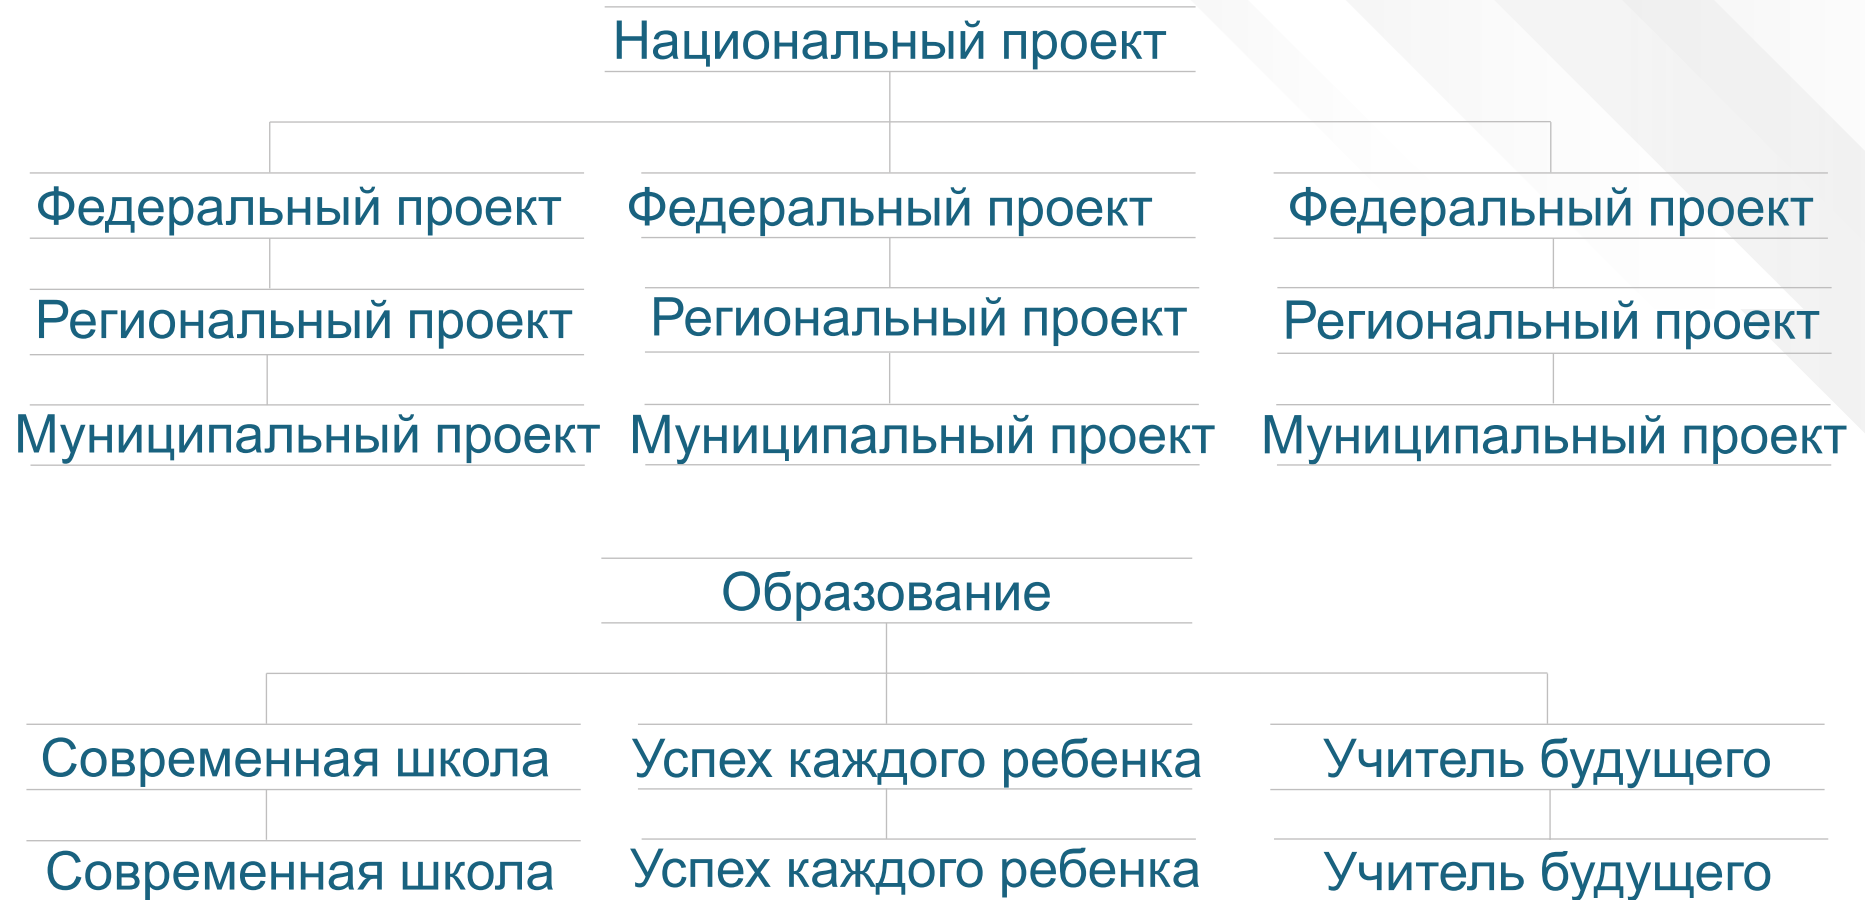 Национальный проект
Федеральный проект Федеральный проект Федеральный проект
Региональный проект Региональный проект Региональный проект
Муниципальный проект Муниципальный проект Муниципальный проект
Образование
Современная школа Успех каждого ребенка Учитель будущего
Современная школа Успех каждого ребенка Учитель будущего